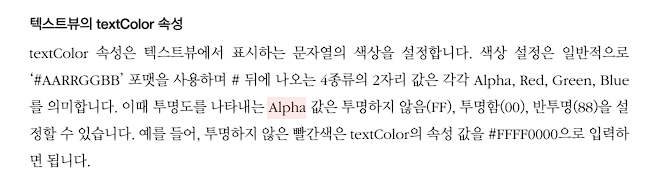 텍스트뷰의 textColor 속성
textColor 속성은 텍스트뷰에서 표시하는 문자열의 색상을 설정합니다. 색상 설정은 일반적으로
‘#AARRGGBB’ 포맷을 사용하며 # 뒤에 나오는 4종류의 2자리 값은 각각 Alpha, Red, Green, Blue
를 의미합니다. 이때 투명도를 나타내는 Alpha 값은 투명하지 않음(FF), 투명함(00), 반투명(88)을 설
정할 수 있습니다. 예를 들어, 투명하지 않은 빨간색은 textColor의 속성 값을 #FFFF0000으로 입력하
면 됩니다.